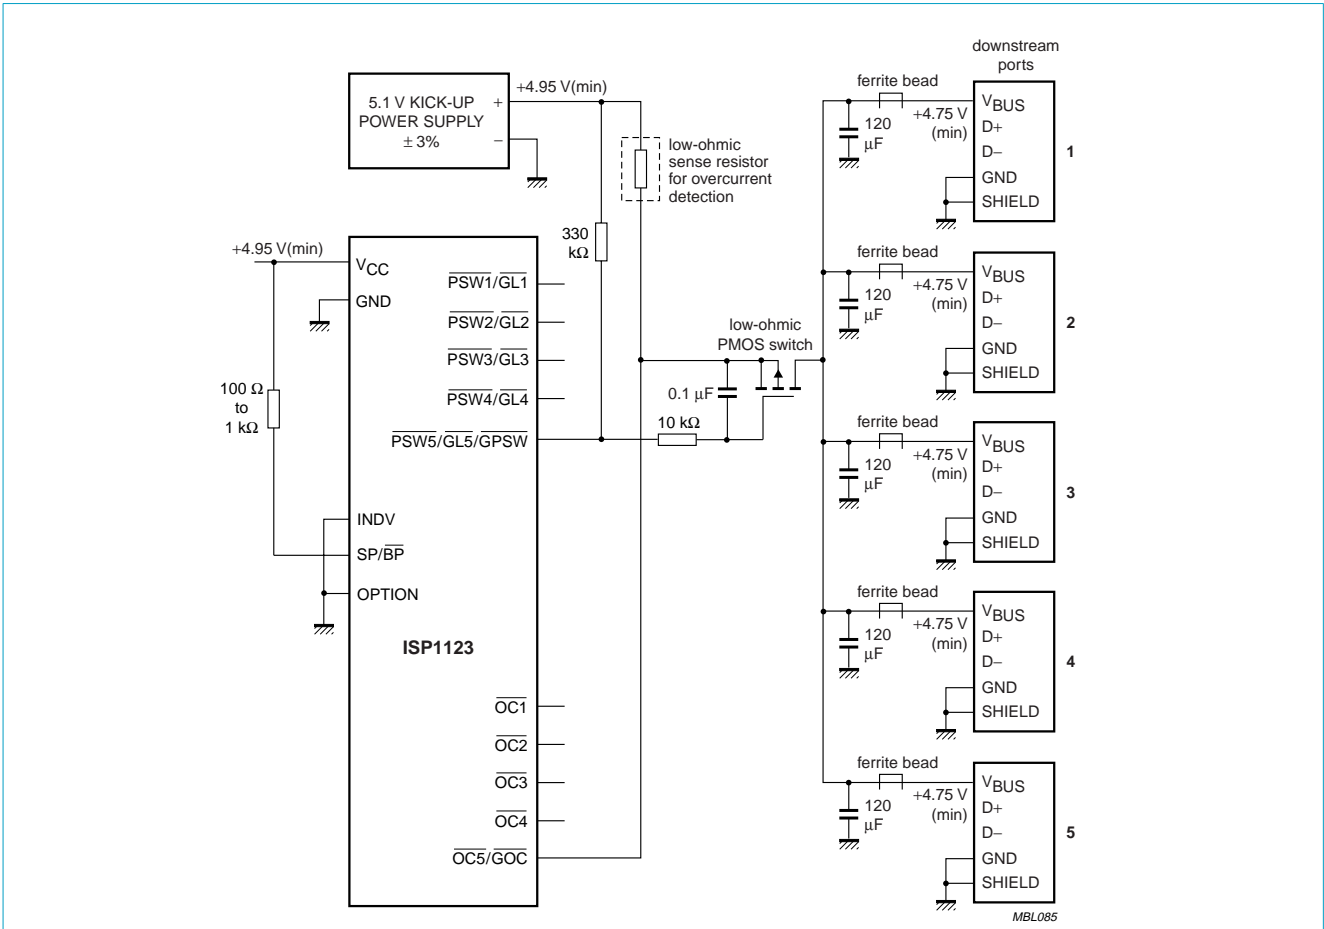 downstream
ports
5.1 V KICK-UP
POWER SUPPLY
± 3%
+
−
+4.95 V(min)
low-ohmic
sense resistor
for overcurrent
detection
330
kΩ
+4.95 V(min)
VCC
GND
100 Ω
to
1 kΩ
INDV
SP/BP
OPTION
ISP1123
PSW1/GL1
PSW2/GL2
PSW3/GL3
PSW4/GL4
PSW5/GL5/GPSW
OC1
OC2
OC3
OC4
OC5/GOC
low-ohmic
PMOS switch
0.1 μF
10 kΩ
ferrite bead
120
μF
+4.75 V
(min)
VBUS
D+
D−
GND
SHIELD
1
ferrite bead
120
μF
+4.75 V
(min)
VBUS
D+
D−
GND
SHIELD
2
ferrite bead
120
μF
+4.75 V
(min)
VBUS
D+
D−
GND
SHIELD
3
ferrite bead
120
μF
+4.75 V
(min)
VBUS
D+
D−
GND
SHIELD
4
ferrite bead
120
μF
+4.75 V
(min)
VBUS
D+
D−
GND
SHIELD
5
MBL085